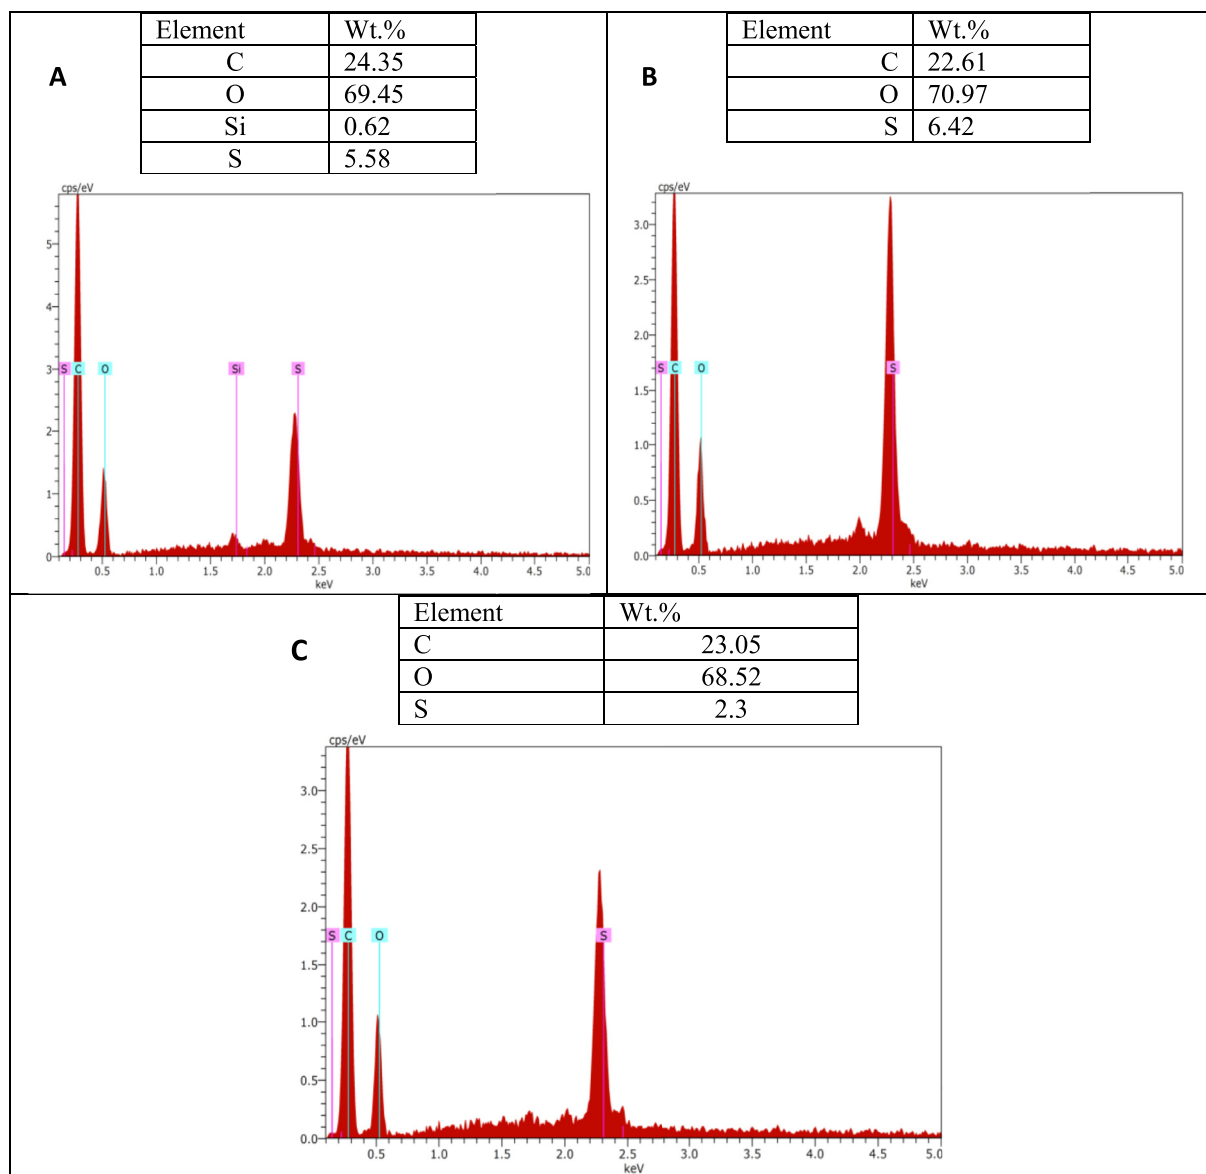 A
Element Wt.%
C 24.35
O 69.45
Si 0.62
S 5.58
cps/eV
5
4
3
2
1
0
S C O Si S
0.5 1.0 1.5 2.0 2.5 3.0 3.5 4.0 4.5 5.0
keV
B
Element Wt.%
C 22.61
O 70.97
S 6.42
cps/eV
3.0
2.5
2.0
1.5
1.0
0.5
0.0
S C O S
0.5 1.0 1.5 2.0 2.5 3.0 3.5 4.0 4.5 5.0
keV
C
Element Wt.%
C 23.05
O 68.52
S 2.3
cps/eV
3.0
2.5
2.0
1.5
1.0
0.5
0.0
S C O S
0.5 1.0 1.5 2.0 2.5 3.0 3.5 4.0 4.5 5.0
keV